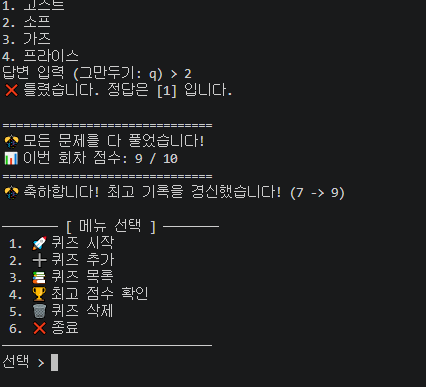 1. 고스트
2. 소프
3. 가즈
4. 프라이스
답변 입력 (그만두기: q) > 2
❌ 틀렸습니다. 정답은 [1] 입니다.
==============================
🎉 모든 문제를 다 풀었습니다!
📊 이번 회차 점수: 9 / 10
==============================
🎉 축하합니다! 최고 기록을 경신했습니다! (7 -> 9)
──────── [ 메뉴 선택 ] ────────
1. 🚀 퀴즈 시작
2. ➕ 퀴즈 추가
3. 📚 퀴즈 목록
4. 🏆 최고 점수 확인
5. 🗑️ 퀴즈 삭제
6. ❌ 종료
──────────────────────────────
선택 >